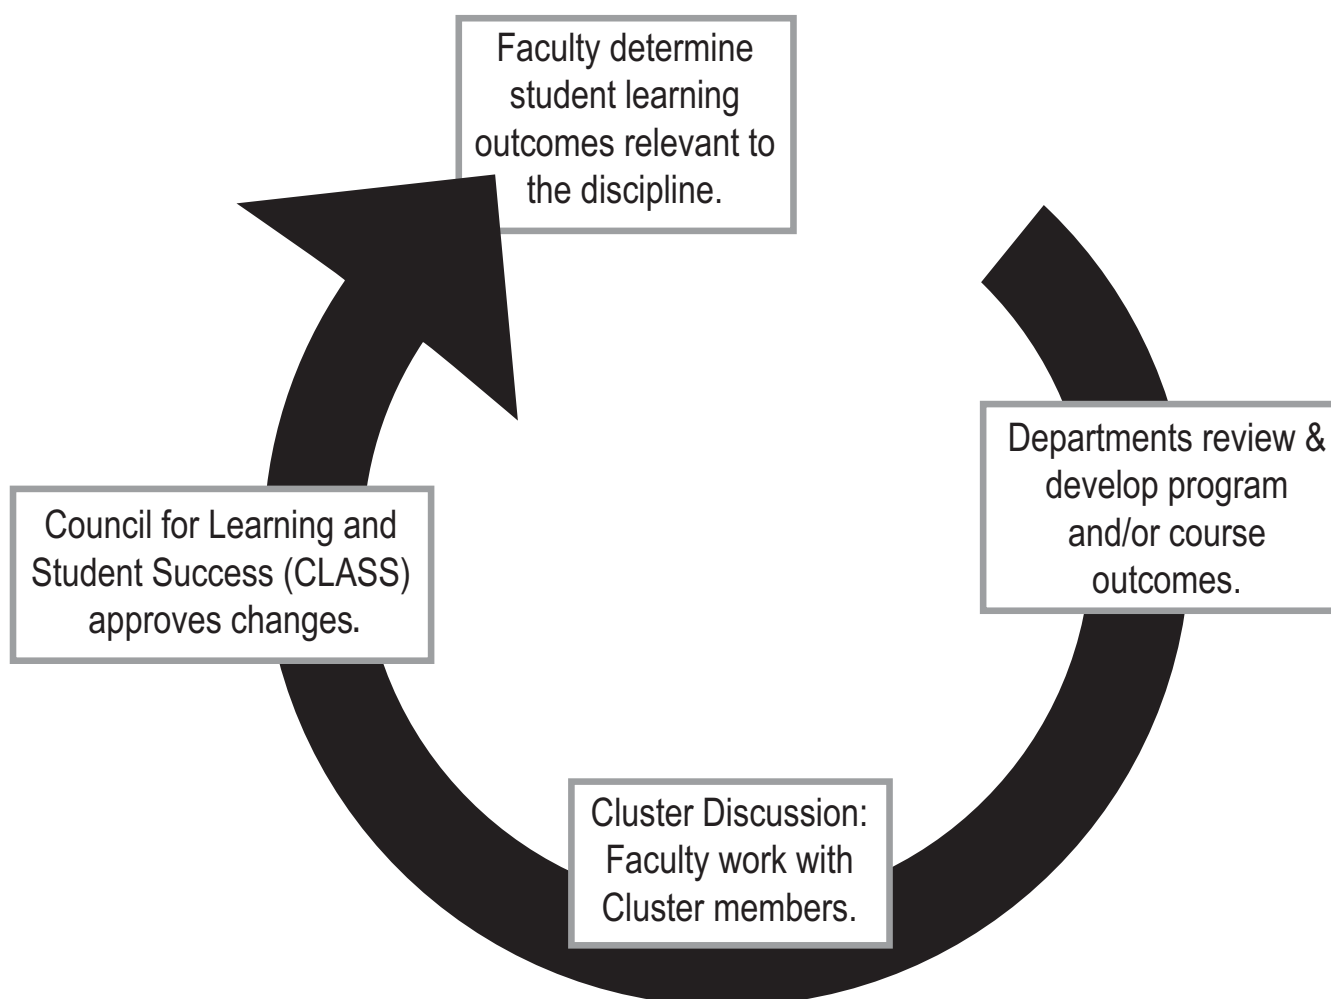 Faculty determine
student learning
outcomes relevant to
the discipline.
Departments review &
develop program
and/or course
outcomes.
Cluster Discussion:
Faculty work with
Cluster members.
Council for Learning and
Student Success (CLASS)
approves changes.